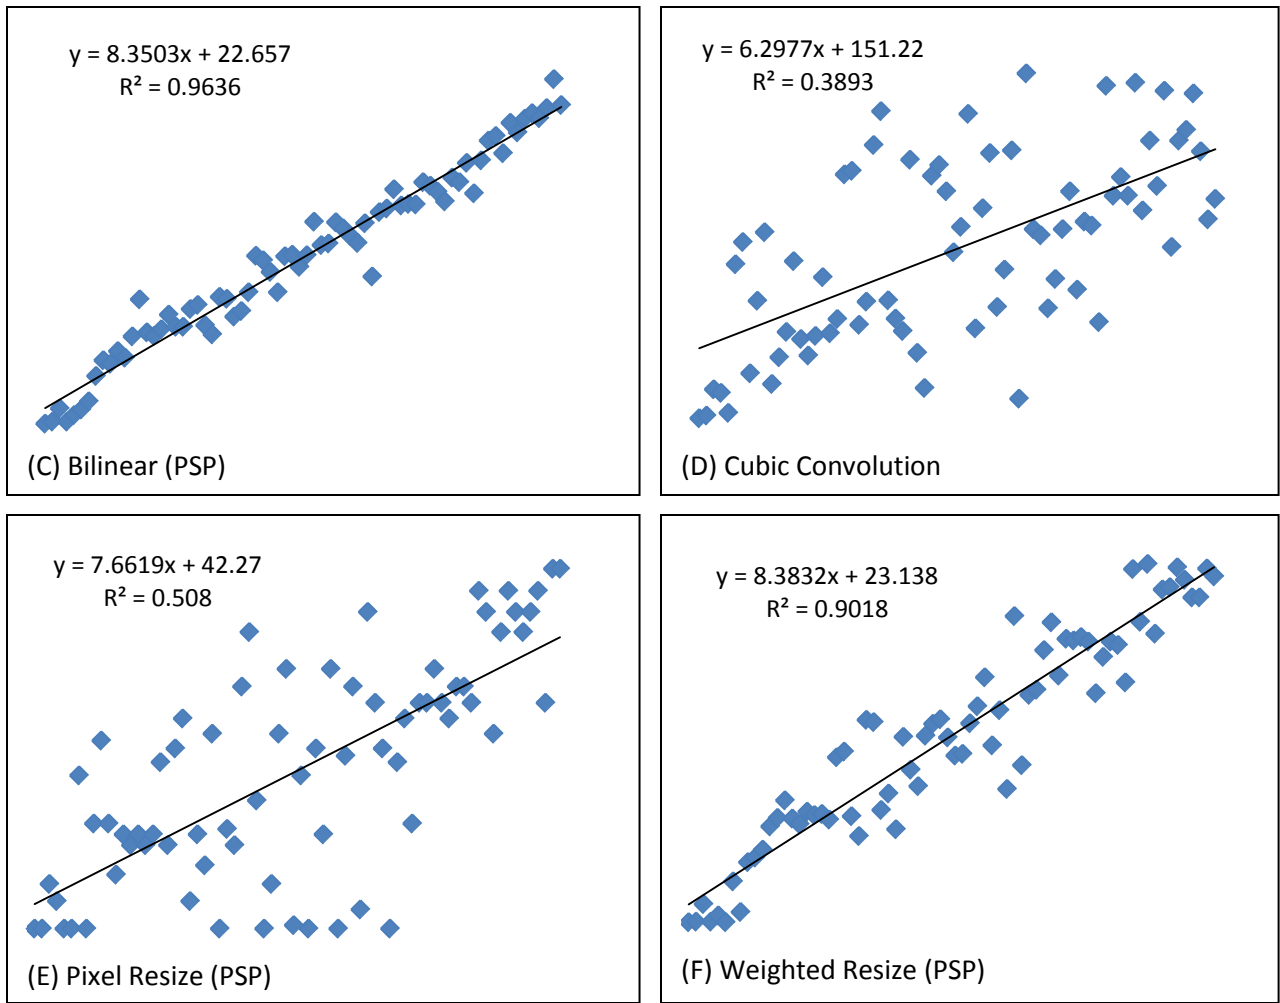 y = 8.3503x + 22.657
R² = 0.9636
(C) Bilinear (PSP)
y = 6.2977x + 151.22
R² = 0.3893
(D) Cubic Convolution
y = 7.6619x + 42.27
R² = 0.508
(E) Pixel Resize (PSP)
y = 8.3832x + 23.138
R² = 0.9018
(F) Weighted Resize (PSP)